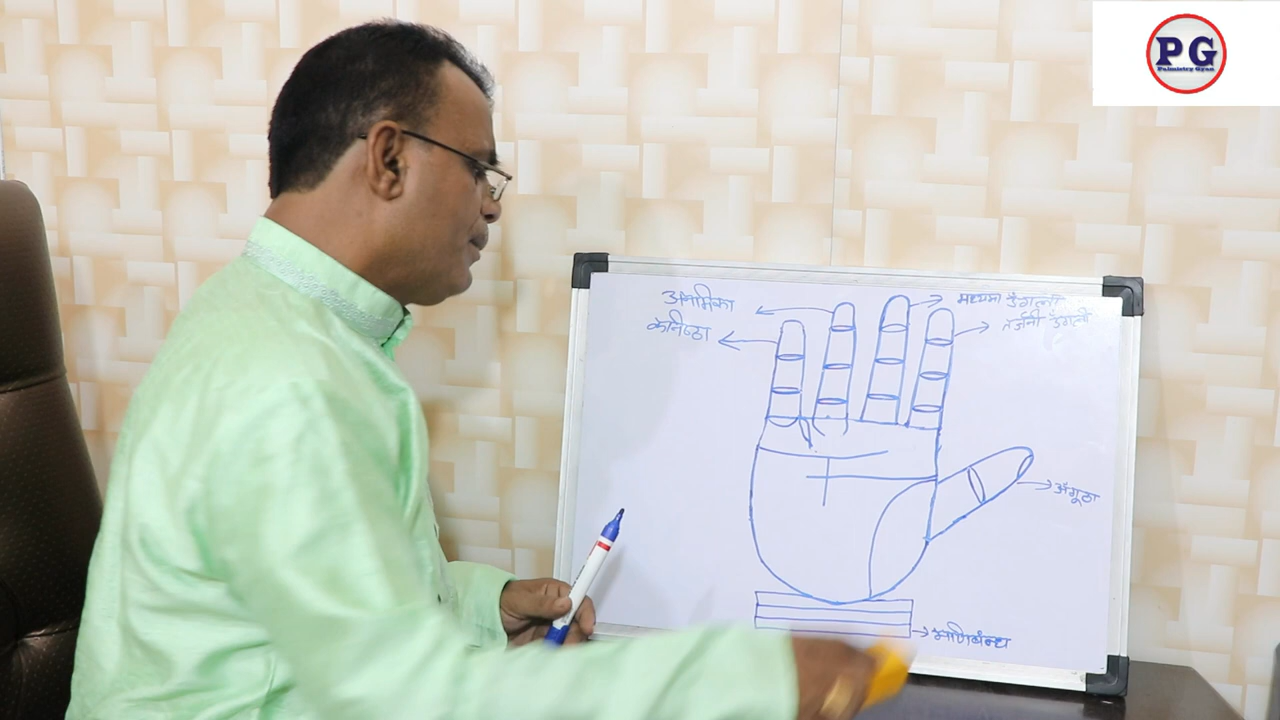 PG
Palmistry Gyan
अनामिका
मध्यमा उँगली
कनिष्ठा
तर्जनी उँगली
अँगूठा
मणिबन्ध